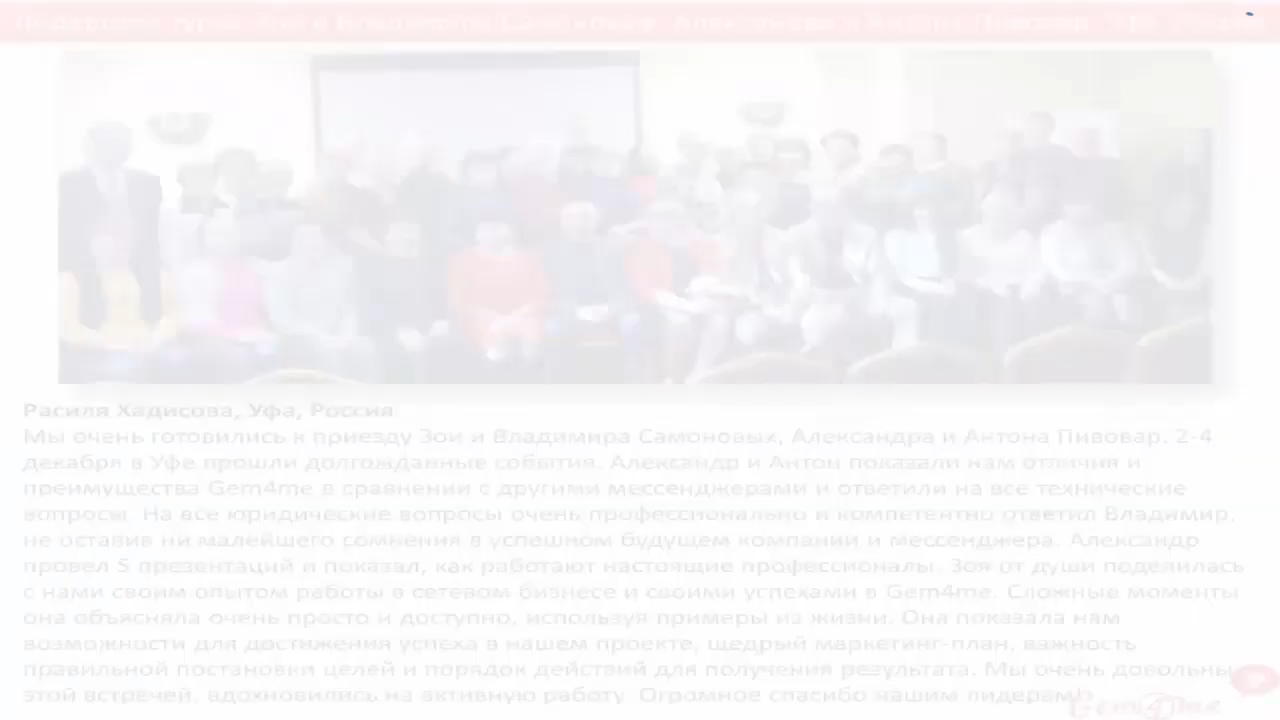 Расиля Хадисова, Уфа, Россия
Мы очень готовились к приезду Зои и Владимира Самоновых, Александра и Антона Пивовар. 2-4
декабря в Уфе прошли долгожданные события. Александр и Антон показали нам отличия и
преимущества Gem4me в сравнении с другими мессенджерами и ответили на все технические
вопросы. На все юридические вопросы очень профессионально и компетентно ответил Владимир,
не оставив ни малейшего сомнения в успешном будущем компании и мессенджера. Александр
провел 5 презентаций и показал, как работают настоящие профессионалы. Зоя от души поделилась
с нами своим опытом работы в сетевом бизнесе и своими успехами в Gem4me. Сложные моменты
она объясняла очень просто и доступно, используя примеры из жизни. Она показала нам
возможности для достижения успеха в нашем проекте, щедрый маркетинг-план, важность
правильной постановки целей и порядок действий для получения результата. Мы очень довольны
этой встречей, вдохновились на активную работу. Огромное спасибо нашим лидерам!
Gem4me